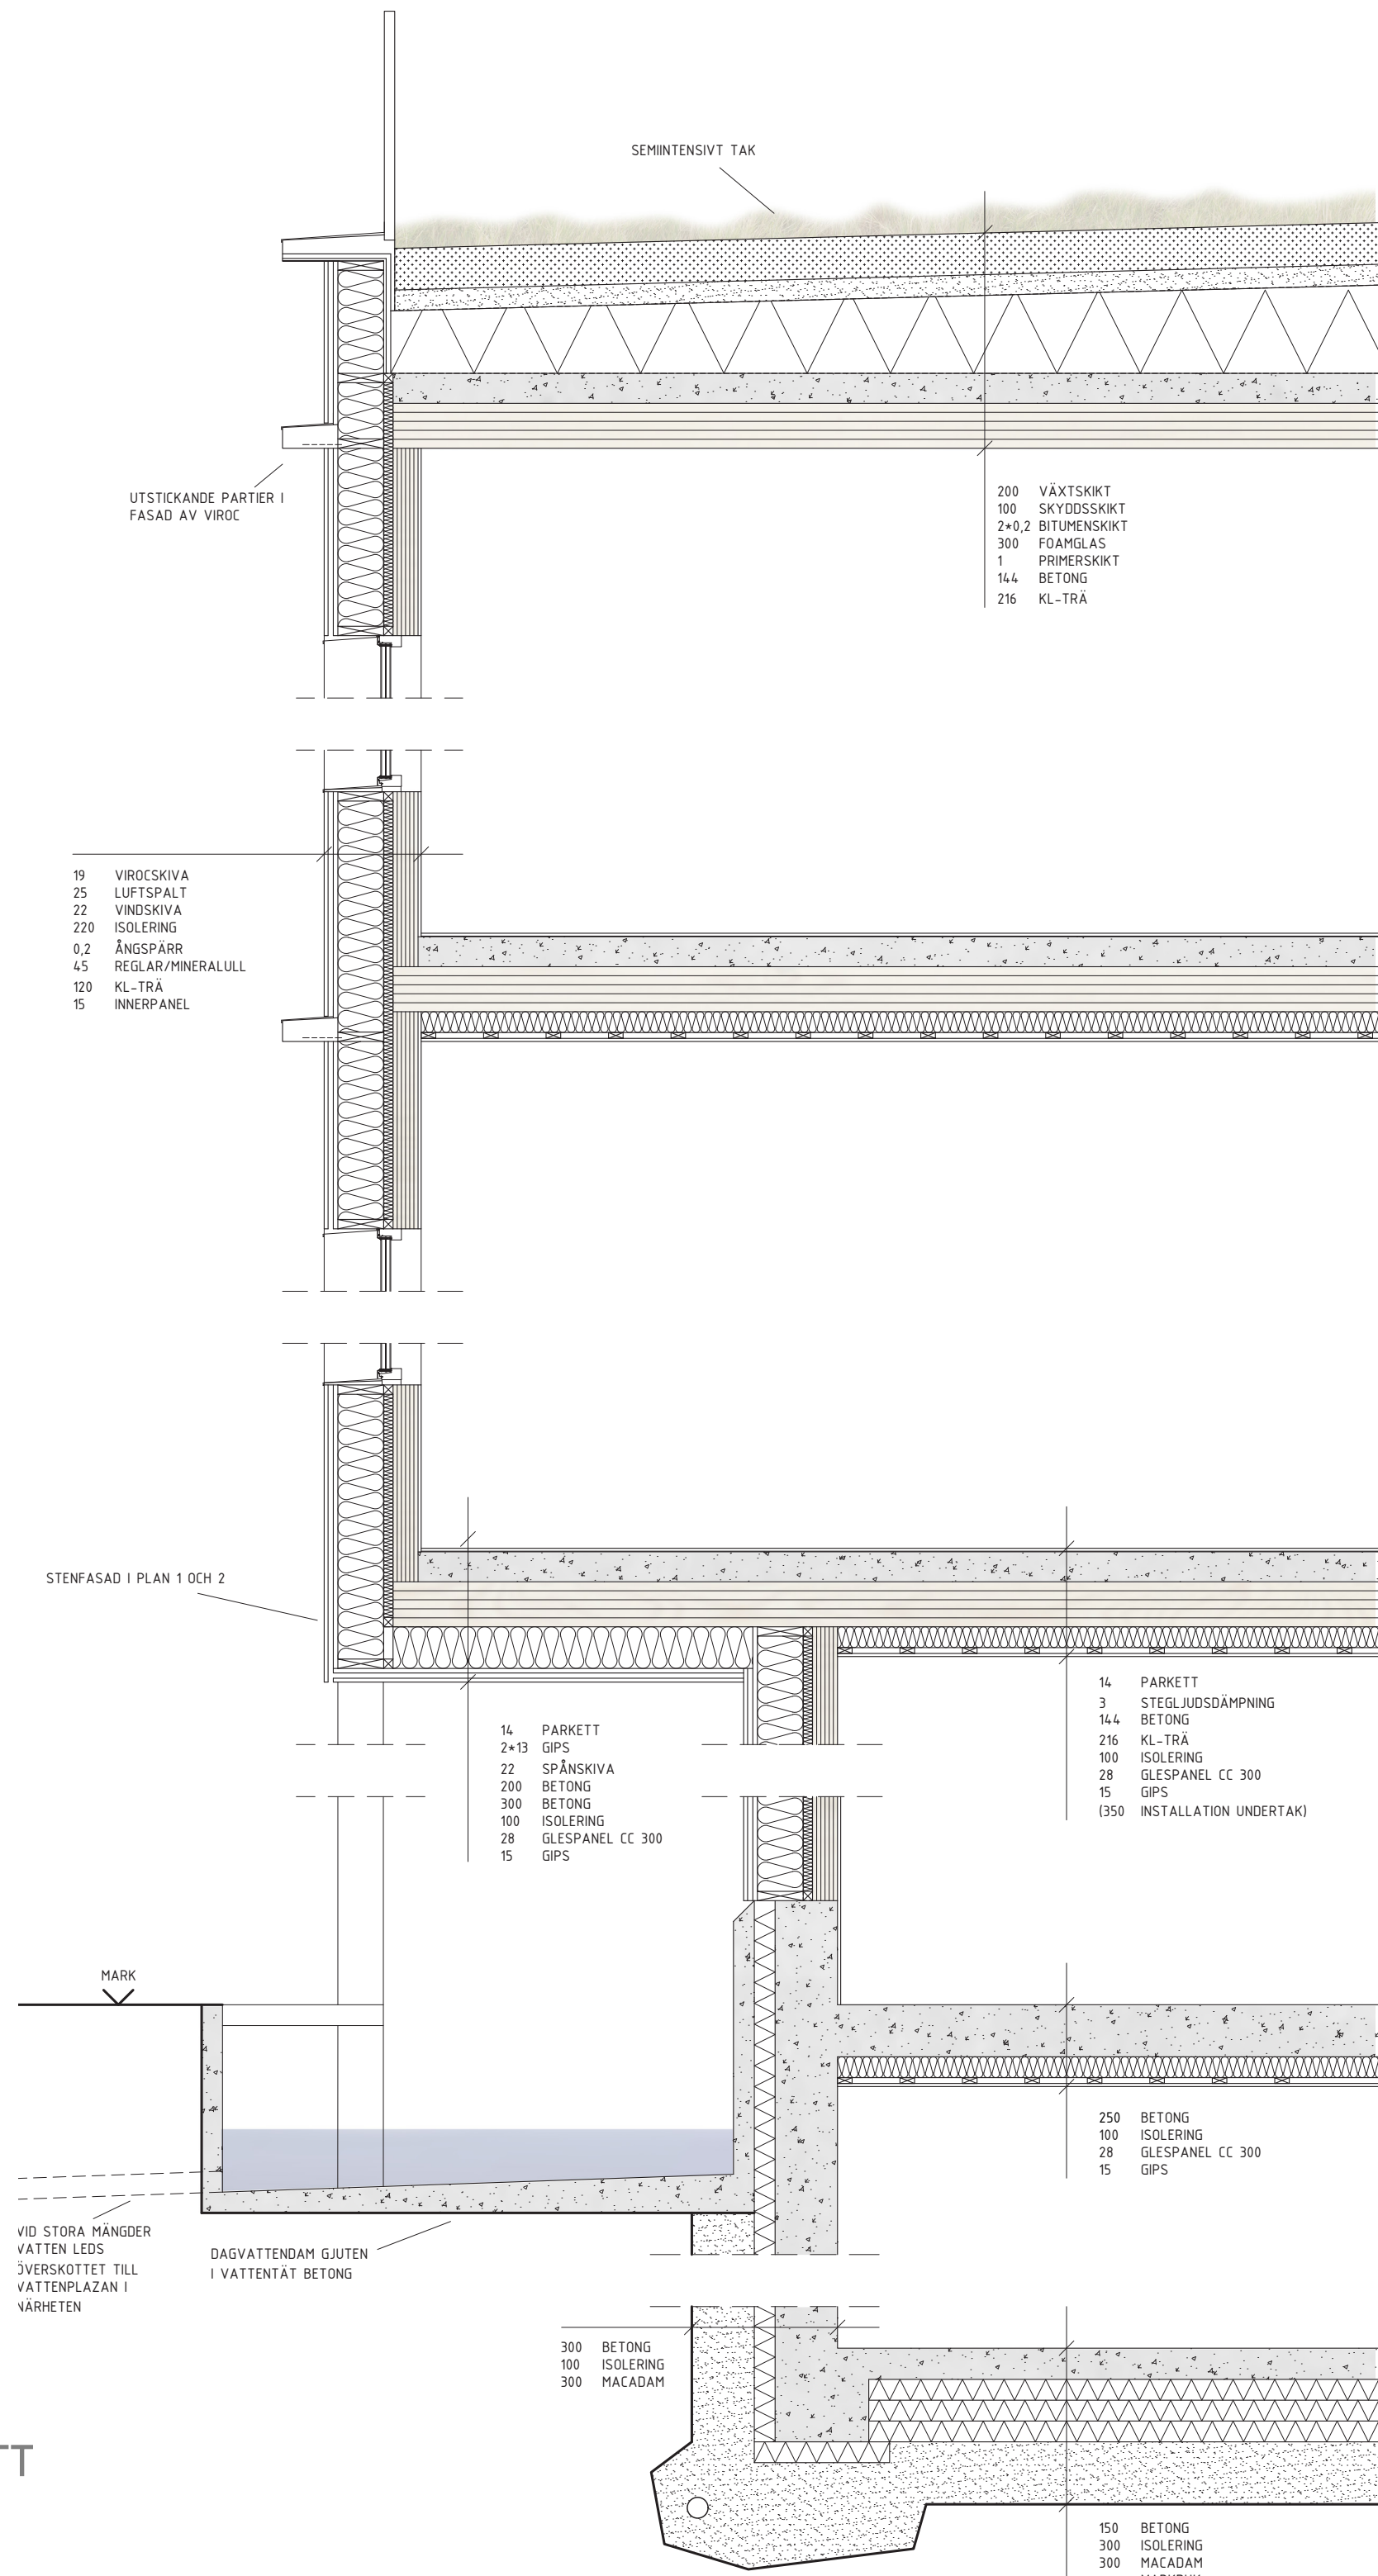 SEMIINTENSIVT TAK
UTSTICKANDE PARTIER I
FASAD AV VIROC
200 VÄXTSKIKT
100 SKYDDSSKIKT
2*0,2 BITUMENSKIKT
300 FOAMGLAS
1 PRIMERSKIKT
144 BETONG
216 KL-TRÄ
19 VIROCSKIVA
25 LUFTSPALT
22 VINDSKIVA
220 ISOLERING
0,2 ÅNGSPÄRR
45 REGLAR/MINERALULL
120 KL-TRÄ
15 INNERPANEL
STENFASAD I PLAN 1 OCH 2
14 PARKETT
3 STEGLJUDSDÄMPNING
144 BETONG
216 KL-TRÄ
100 ISOLERING
28 GLESPANEL CC 300
15 GIPS
(350 INSTALLATION UNDERTAK)
14 PARKETT
2*13 GIPS
22 SPÅNSKIVA
200 BETONG
300 BETONG
100 ISOLERING
28 GLESPANEL CC 300
15 GIPS
MARK
250 BETONG
100 ISOLERING
28 GLESPANEL CC 300
15 GIPS
VID STORA MÄNGDER
VATTEN LEDS
ÖVERSKOTTET TILL
VATTENPLAZAN I
NÄRHETEN
DAGVATTENDAM GJUTEN
I VATTENTÄT BETONG
300 BETONG
100 ISOLERING
300 MACADAM
TT
150 BETONG
300 ISOLERING
300 MACADAM